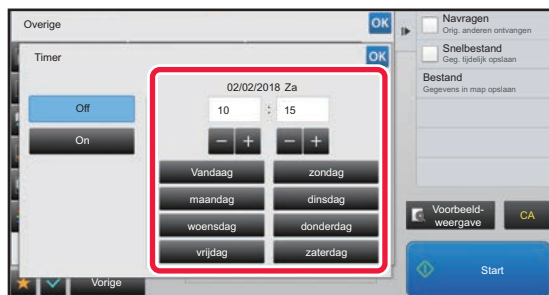 Overige
OK
Timer
OK
Off
On
02/02/2018 Za
10 : 15
− + − +
Vandaag zondag
maandag dinsdag
woensdag donderdag
vrijdag zaterdag
Vorige
Navragen
Orig. anderen ontvangen
Snelbestand
Geg. tijdelijk opslaan
Bestand
Gegevens in map opslaan
Voorbeeld-
weergave
CA
Start